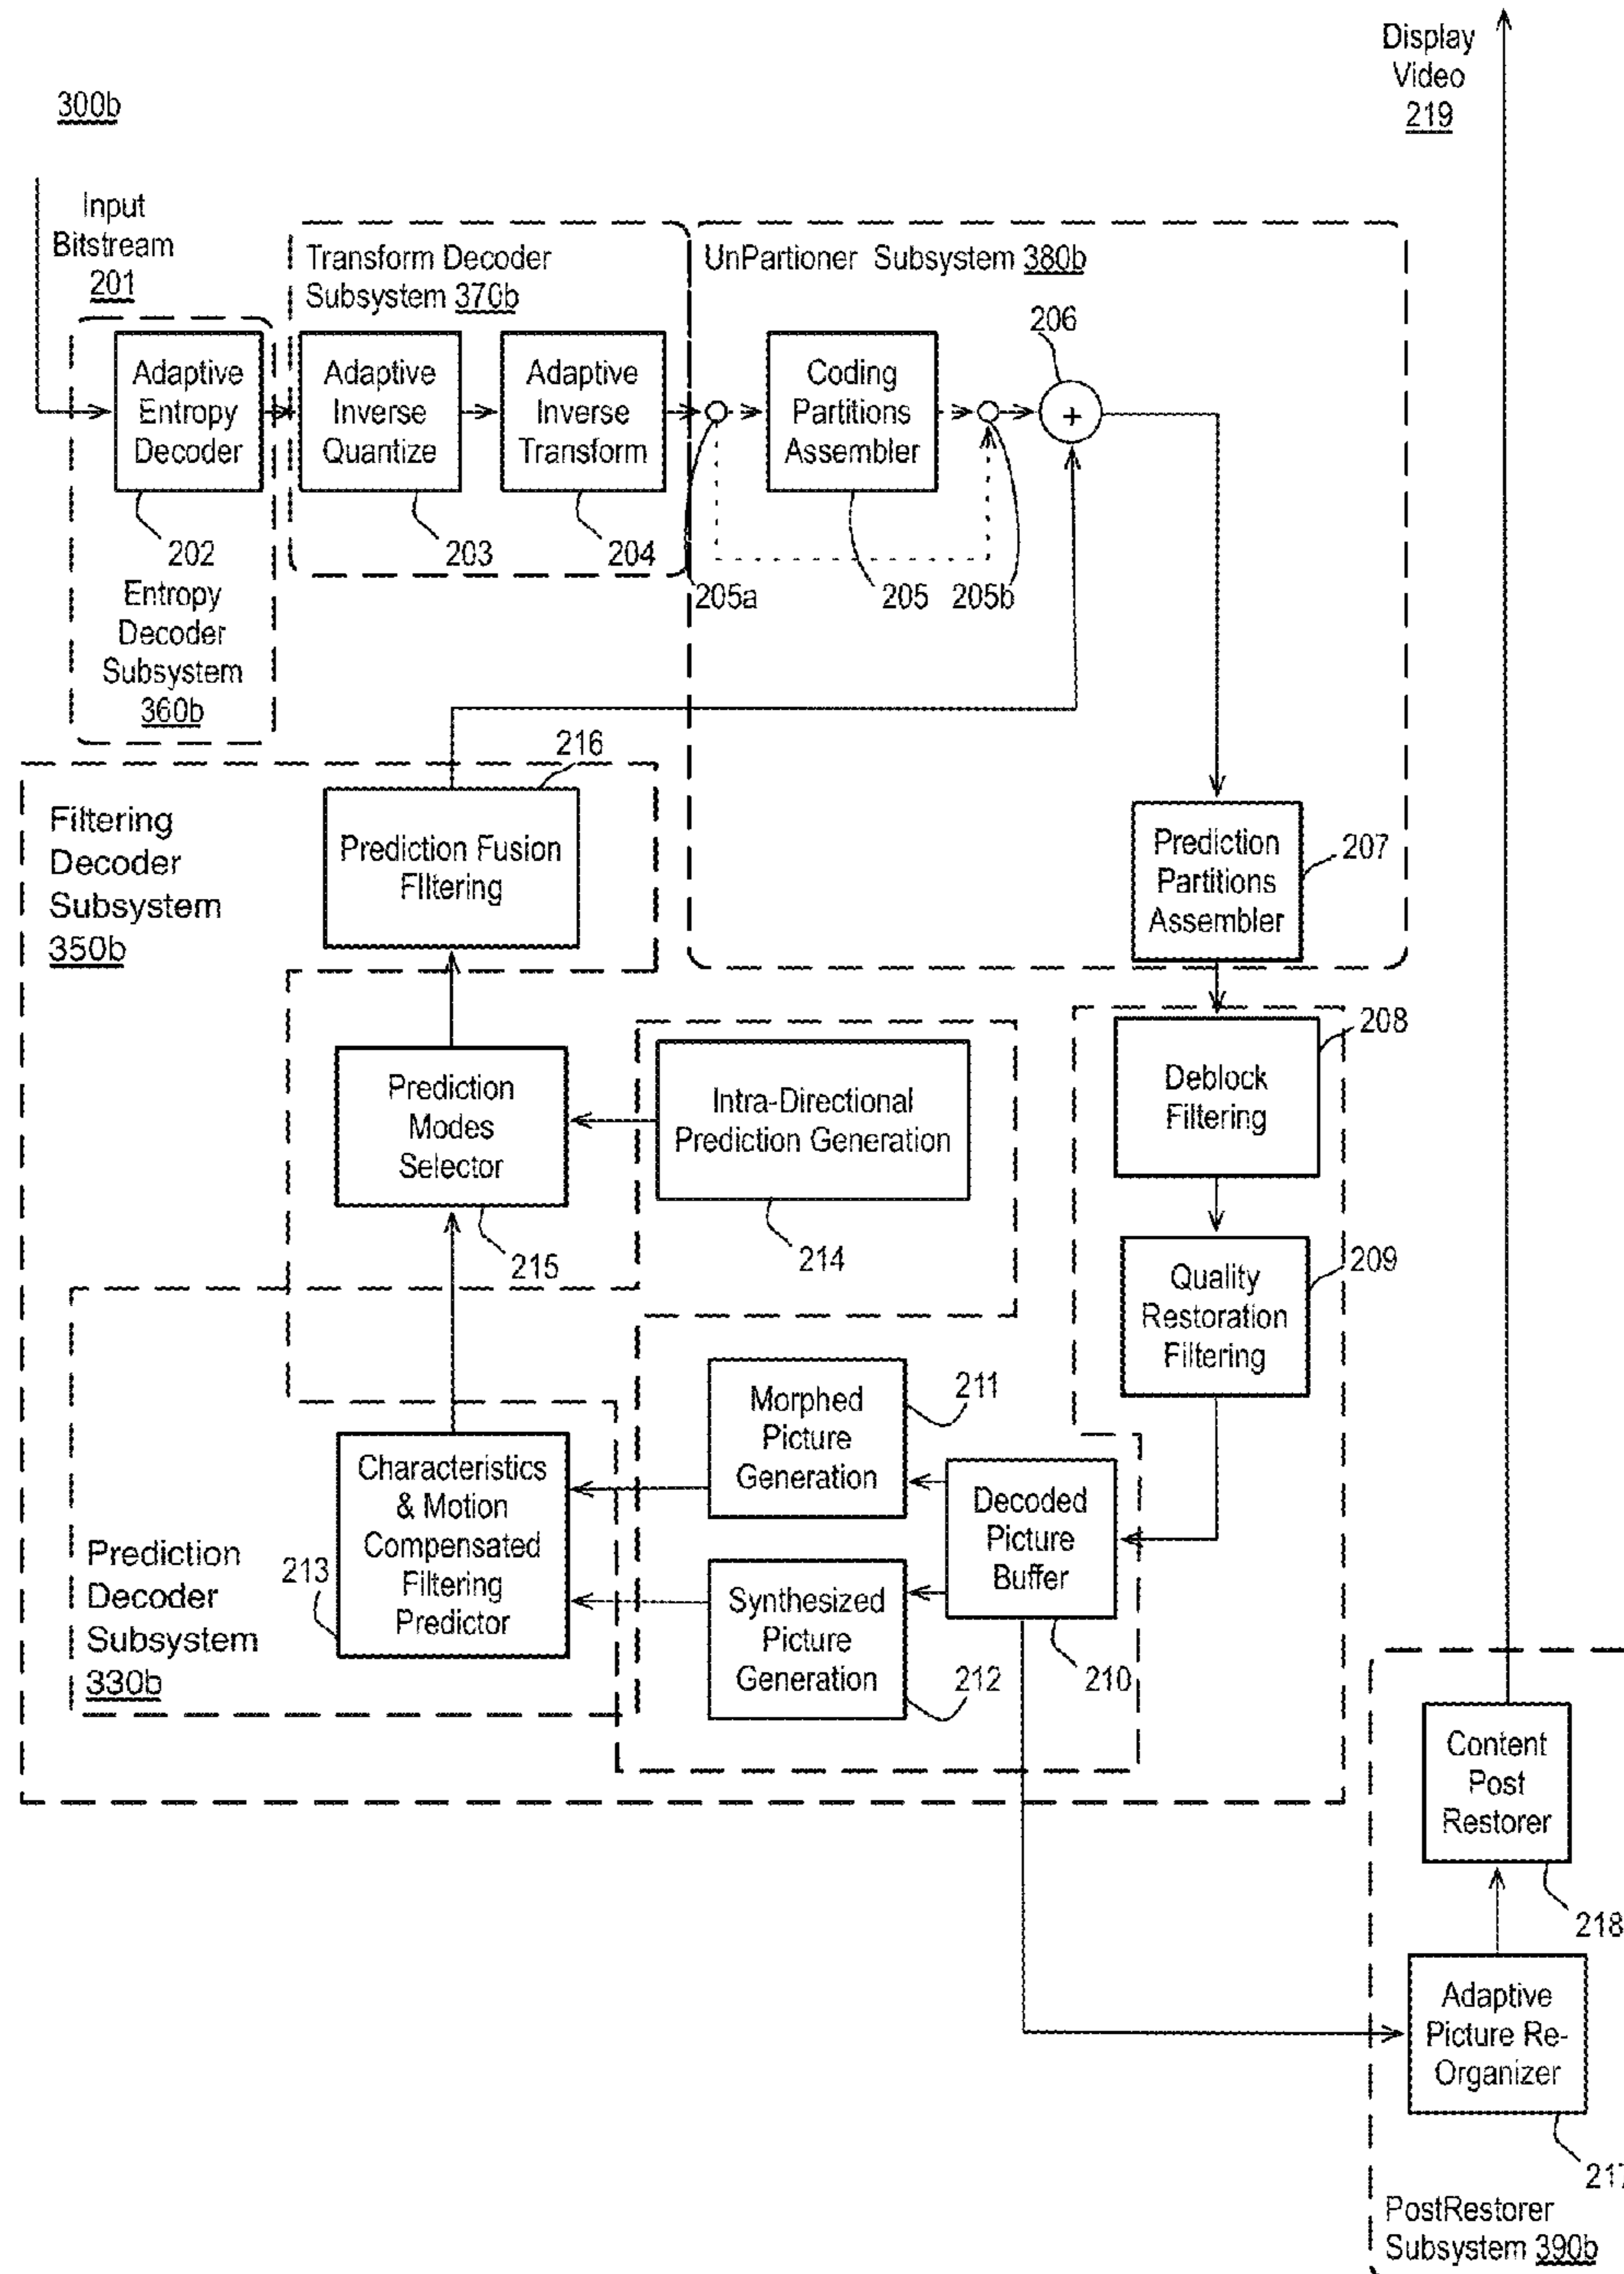 Display
Video
219
300b
Input
Bitstream
201
Transform Decoder
Subsystem 370b
UnPartioner Subsystem 380b
206
Adaptive
Entropy
Decoder
Adaptive
Inverse
Quantize
Adaptive
Inverse
Transform
Coding
Partitions
Assembler
+
202
203
204
205a
205
205b
Entropy
Decoder
Subsystem
360b
216
Filtering
Decoder
Subsystem
350b
Prediction Fusion
FIltering
Prediction
Partitions
Assembler
207
208
Prediction
Modes
Selector
Intra-Directional
Prediction Generation
Deblock
Filtering
215
214
209
Quality
Restoration
Filtering
211
Morphed
Picture
Generation
Characteristics
& Motion
Compensated
Filtering
Predictor
213
Decoded
Picture
Buffer
Prediction
Decoder
Subsystem
330b
Synthesized
Picture
Generation
212
210
Content
Post
Restorer
218
Adaptive
Picture Re-
Organizer
217
PostRestorer
Subsystem 390b